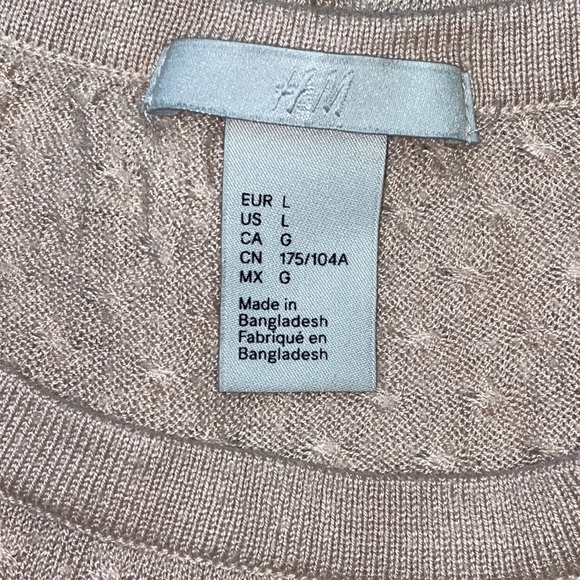 H&M
EUR L
US L
CA G
CN 175/104A
MX G
Made in
Bangladesh
Fabriqué en
Bangladesh